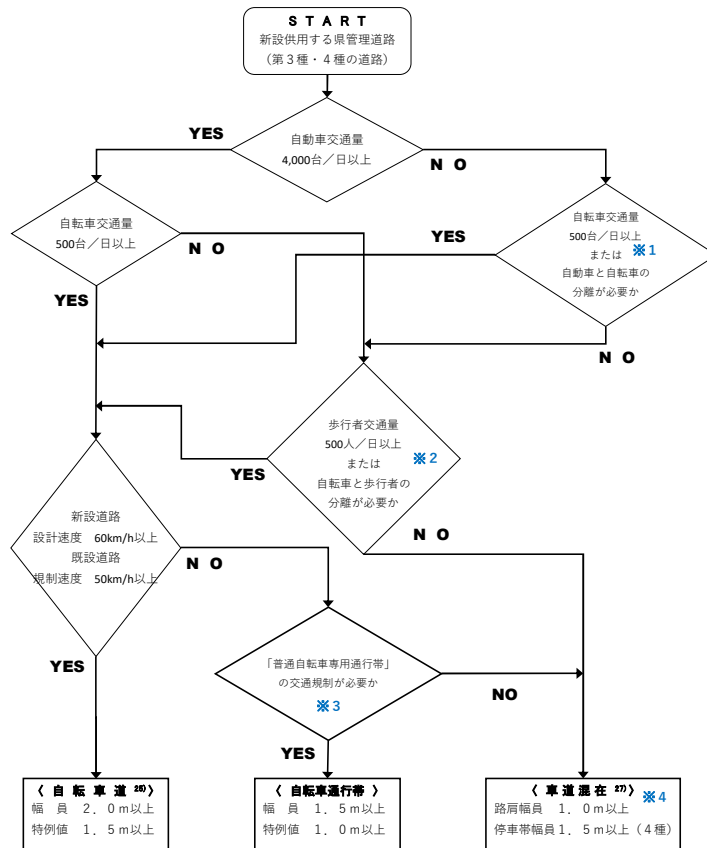 ＳＴＡＲＴ
新設供用する県管理道路
（第３種・４種の道路）
YES
自動車交通量
4,000台／日以上
ＮＯ
自転車交通量
500台／日以上
ＮＯ
YES
YES
自転車交通量
500台／日以上
または
※１
自動車と自転車の
分離が必要か
ＮＯ
歩行者交通量
500人／日以上
または
※２
自転車と歩行者の
分離が必要か
YES
ＮＯ
新設道路
設計速度　60km/h以上
既設道路
規制速度　50km/h以上
ＮＯ
YES
「普通自転車専用通行帯」
の交通規制が必要か
※３
NO
YES
〈 自 転 車 道 26)〉
幅　員　２．０ｍ以上
特例値　１．５ｍ以上
〈 自転車通行帯 〉
幅　員　１．５ｍ以上
特例値　１．０ｍ以上
〈 車道混在 27)〉
※４
路肩幅員　１．０ｍ以上
停車帯幅員１．５ｍ以上（４種）